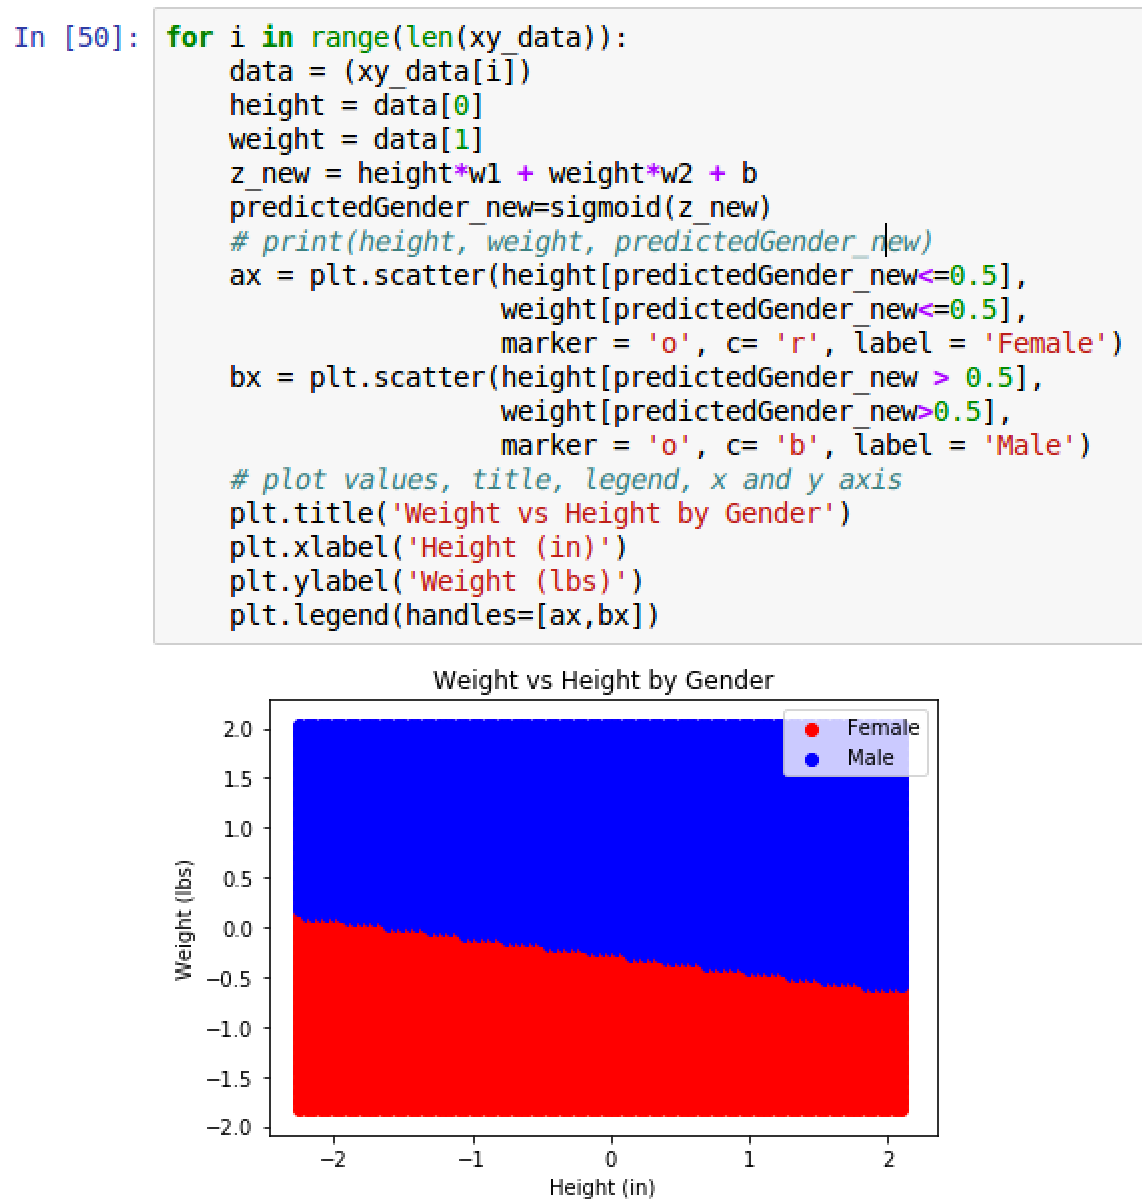 In [50]: for i in range(len(xy_data)):
data = (xy_data[i])
height = data[0]
weight = data[1]
z_new = height*w1 + weight*w2 + b
predictedGender_new=sigmoid(z_new)
# print(height, weight, predictedGender_new)
ax = plt.scatter(height[predictedGender_new<=0.5],
weight[predictedGender_new<=0.5],
marker = 'o', c= 'r', label = 'Female')
bx = plt.scatter(height[predictedGender_new > 0.5],
weight[predictedGender_new>0.5],
marker = 'o', c= 'b', label = 'Male')
# plot values, title, legend, x and y axis
plt.title('Weight vs Height by Gender')
plt.xlabel('Height (in)')
plt.ylabel('Weight (lbs)')
plt.legend(handles=[ax,bx])
Weight vs Height by Gender
Female
Male
2.0
1.5
1.0
0.5
0.0
−0.5
−1.0
−1.5
−2.0
Weight (lbs)
−2 −1 0 1 2
Height (in)